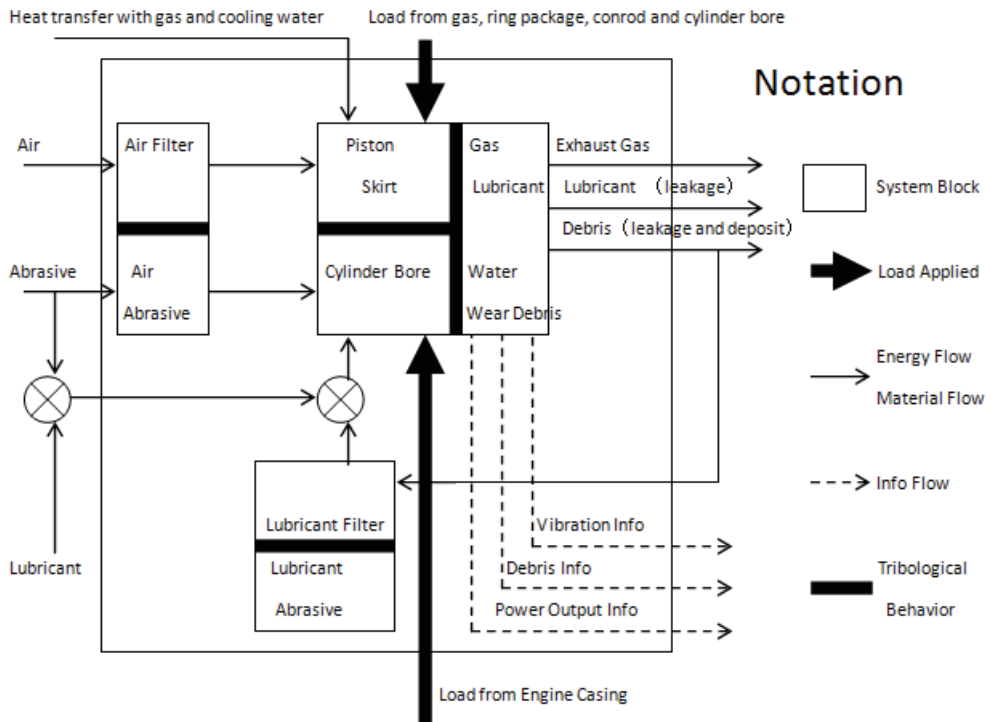 Heat transfer with gas and cooling water
Load from gas, ring package, conrod and cylinder bore
Notation
Air
Air Filter
Piston
Skirt
Gas
Lubricant
Exhaust Gas
Lubricant （leakage）
Debris （leakage and deposit）
System Block
Abrasive
Air
Abrasive
Cylinder Bore
Water
Wear Debris
Load Applied
Energy Flow
Material Flow
Lubricant Filter
Lubricant
Abrasive
Info Flow
Vibration Info
Debris Info
Power Output Info
Lubricant
Tribological
Behavior
Load from Engine Casing